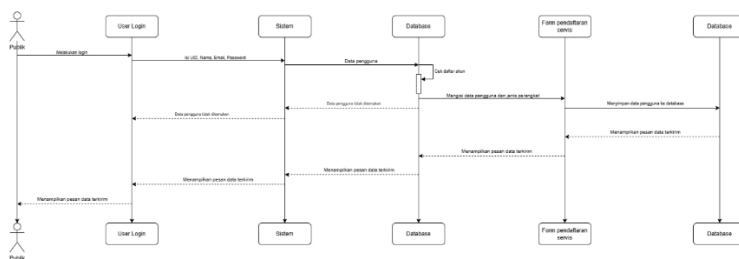 User Login
Sistem
Database
Form pendaftaran
servis
Database
Publik
Melakukan login
Isi UID, Nama, Email, Password
Data pengguna
Cek daftar akun
Mengisi data pengguna dan jenis perangkat
Menyimpan data pengguna ke database
Data pengguna tidak ditemukan
Data pengguna tidak ditemukan
Menampilkan pesan data terkirim
Menampilkan pesan data terkirim
Menampilkan pesan data terkirim
Menampilkan pesan data terkirim
Menampilkan pesan data terkirim
User Login
Sistem
Database
Form pendaftaran
servis
Database
Publik